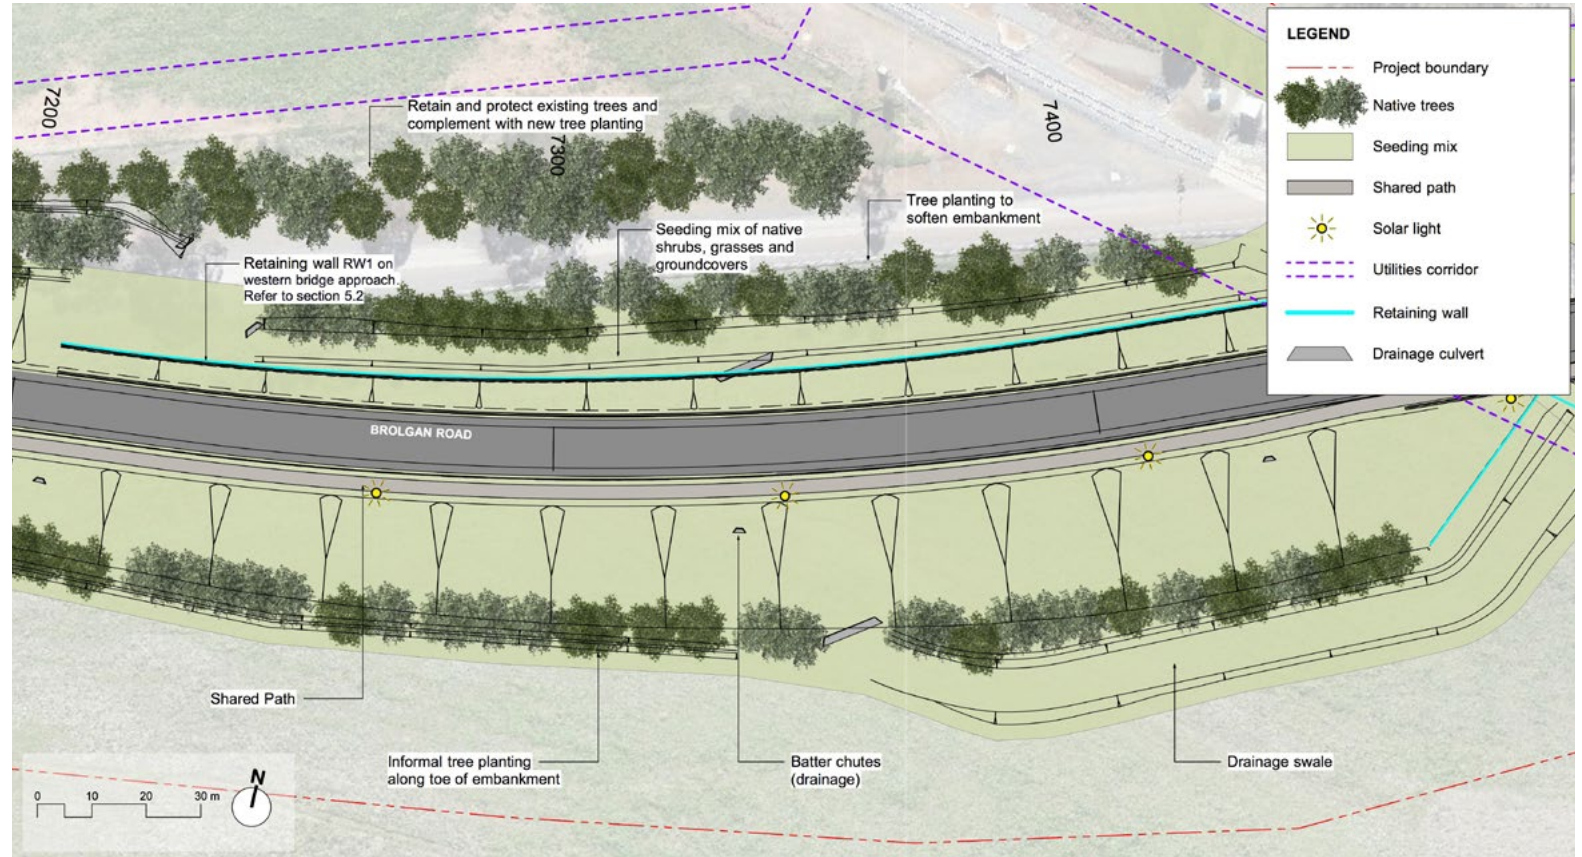 7200
7300
7400
Retain and protect existing trees and
complement with new tree planting
Tree planting to
soften embankment
Seeding mix of native
shrubs, grasses and
groundcovers
Retaining wall RW1 on
western bridge approach.
Refer to section 5.2
BROLGAN ROAD
Shared Path
Informal tree planting
along toe of embankment
Batter chutes
(drainage)
Drainage swale
0 10 20 30 m
N
LEGEND
Project boundary
Native trees
Seeding mix
Shared path
Solar light
Utilities corridor
Retaining wall
Drainage culvert